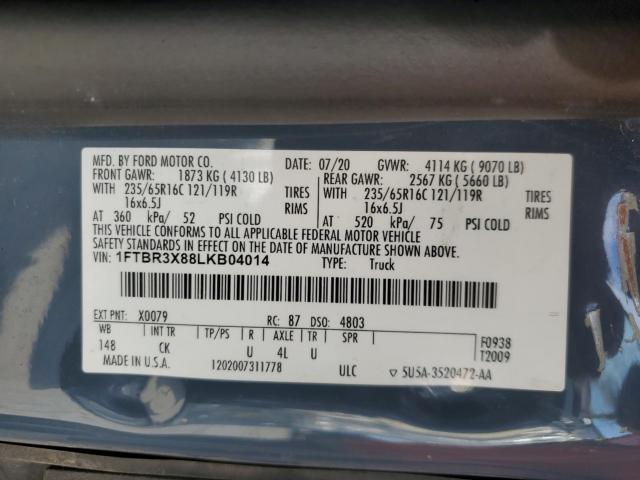 MFD. BY FORD MOTOR CO. DATE: 07/20 GVWR: 4114 KG ( 9070 LB)
FRONT GAWR: 1873 KG ( 4130 LB) REAR GAWR: 2567 KG ( 5660 LB)
WITH 235/65R16C 121/119R TIRES WITH 235/65R16C 121/119R TIRES
16x6.5J RIMS 16x6.5J RIMS
AT 360 kPa/ 52 PSI COLD AT 520 kPa/ 75 PSI COLD
THIS VEHICLE CONFORMS TO ALL APPLICABLE FEDERAL MOTOR VEHICLE
SAFETY STANDARDS IN EFFECT ON THE DATE OF MANUFACTURE SHOWN ABOVE.
VIN: 1FTBR3X88LKB04014 TYPE: Truck
EXT PNT: X0079 RC: 87 DSO: 4803
WB INT TR TP/PS R AXLE TR SPR F0938
148 CK U 4L U T2009
MADE IN U.S.A. 1202007311778 ULC 5U5A-3520472-AA